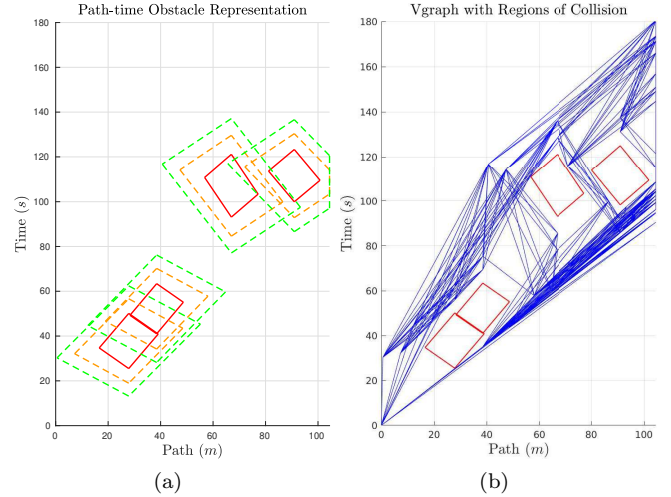 Path-time Obstacle Representation
180
160
140
120
100
80
60
40
20
0
0 20 40 60 80 100
Time (s)
Path (m)
(a)
Vgraph with Regions of Collision
180
160
140
120
100
80
60
40
20
0
0 20 40 60 80 100
Time (s)
Path (m)
(b)